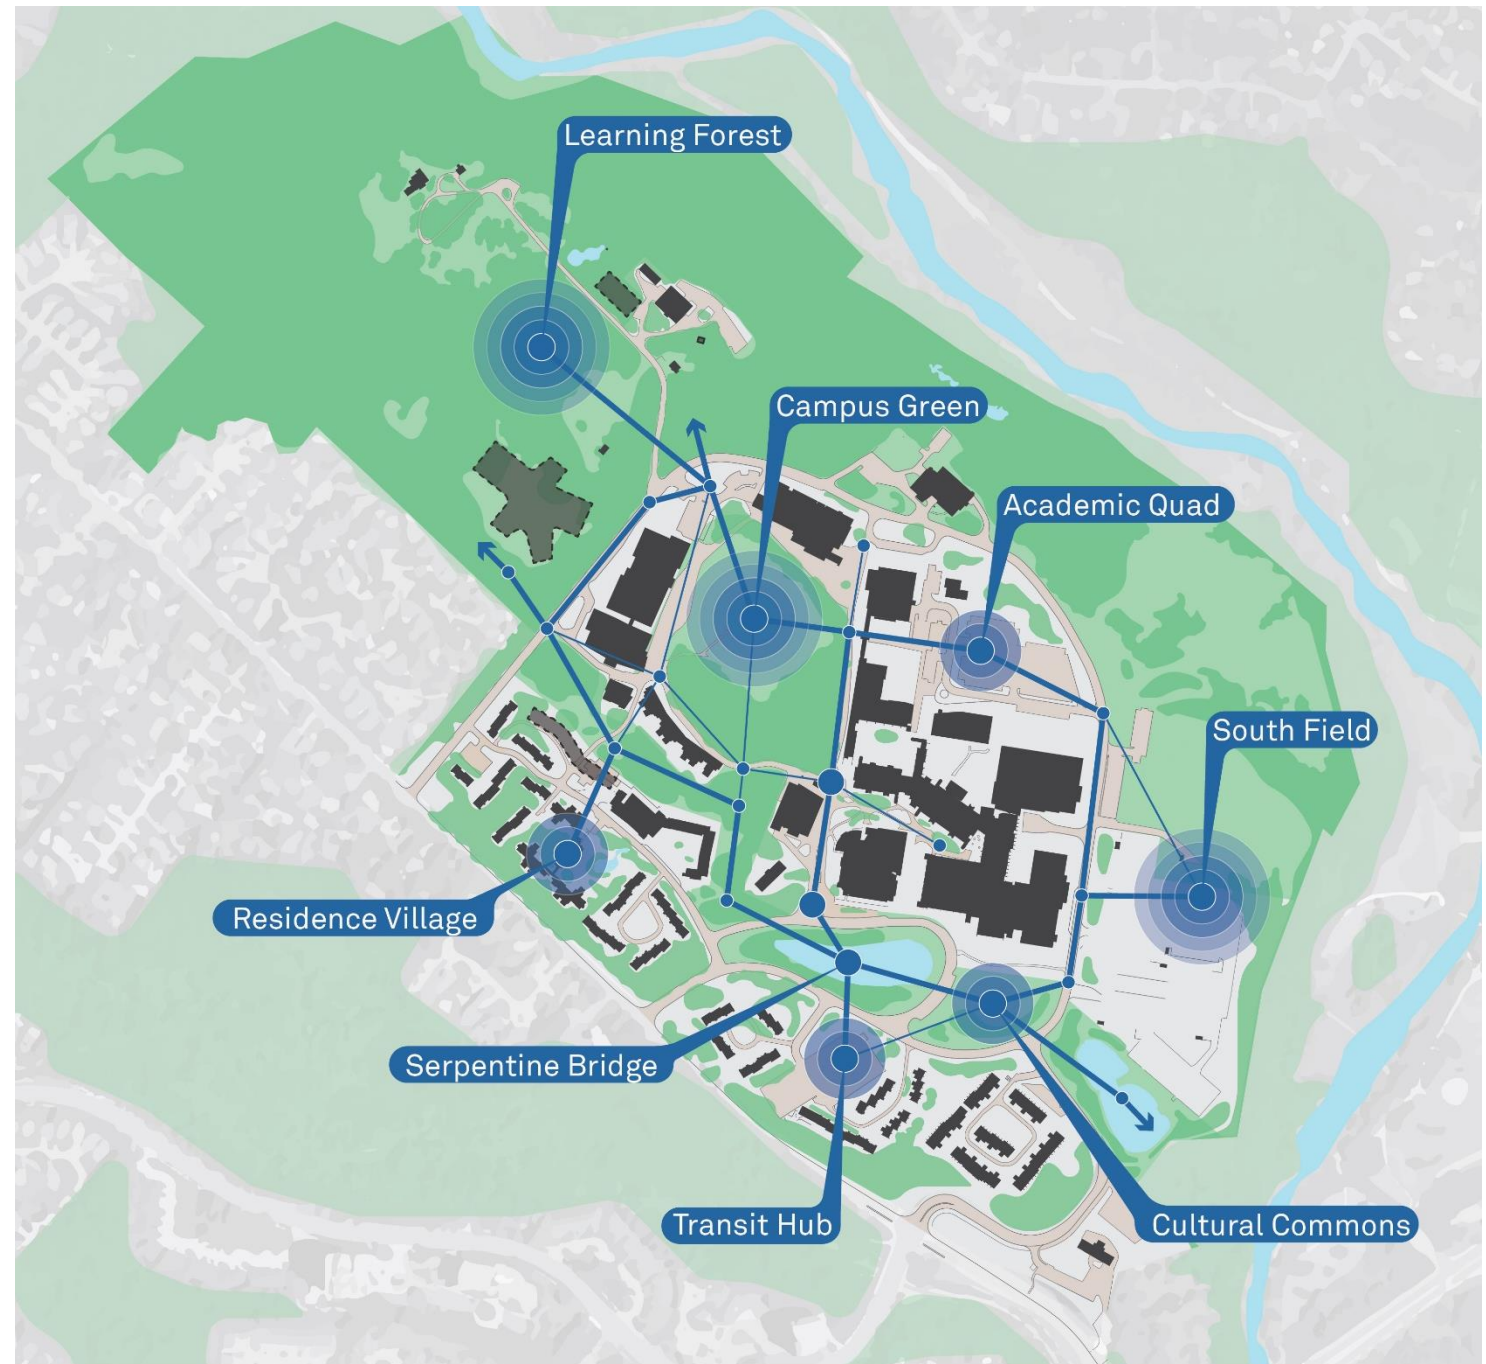 Learning Forest
Campus Green
Academic Quad
South Field
Residence Village
Serpentine Bridge
Transit Hub
Cultural Commons